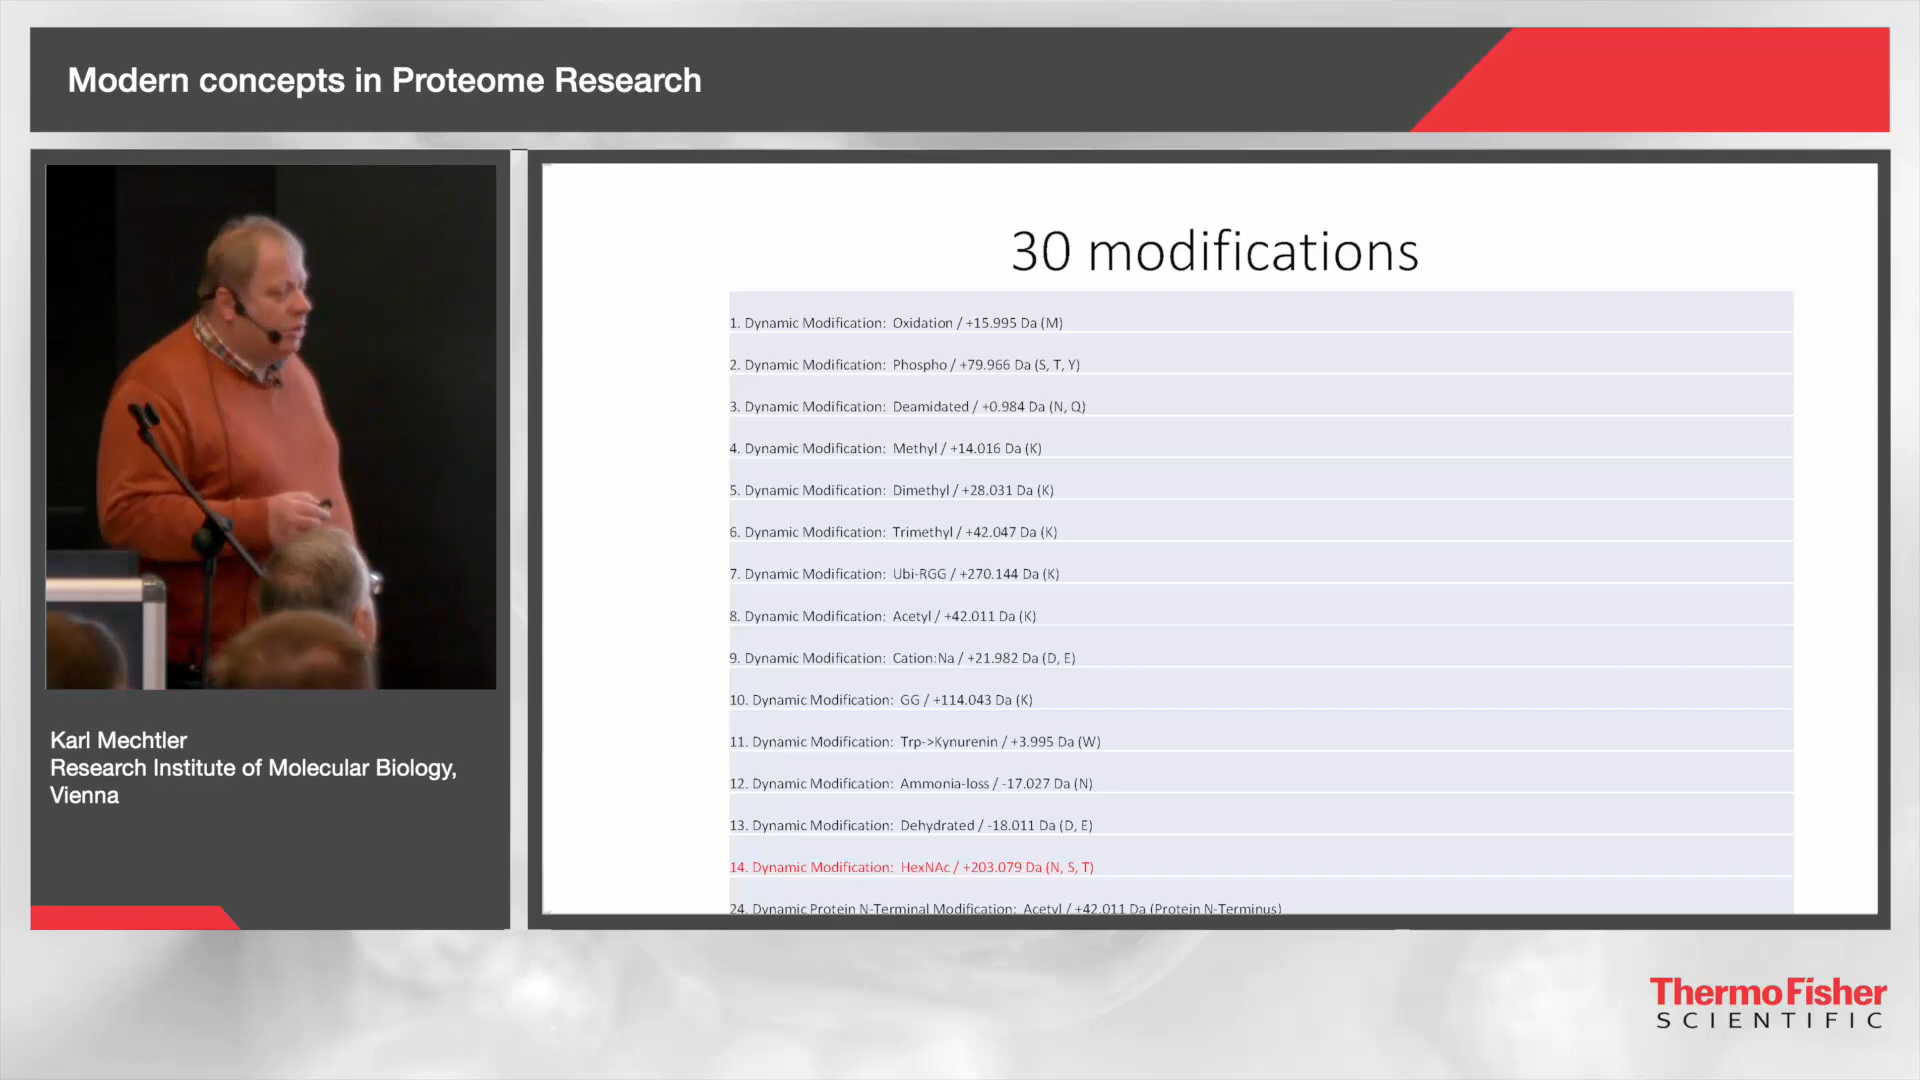 Modern concepts in Proteome Research
Karl Mechtler
Research Institute of Molecular Biology,
Vienna
30 modifications
1. Dynamic Modification: Oxidation / +15.995 Da (M)
2. Dynamic Modification: Phospho / +79.966 Da (S, T, Y)
3. Dynamic Modification: Deamidated / +0.984 Da (N, Q)
4. Dynamic Modification: Methyl / +14.016 Da (K)
5. Dynamic Modification: Dimethyl / +28.031 Da (K)
6. Dynamic Modification: Trimethyl / +42.047 Da (K)
7. Dynamic Modification: Ubi-RGG / +270.144 Da (K)
8. Dynamic Modification: Acetyl / +42.011 Da (K)
9. Dynamic Modification: Cation:Na / +21.982 Da (D, E)
10. Dynamic Modification: GG / +114.043 Da (K)
11. Dynamic Modification: Trp->Kynurenin / +3.995 Da (W)
12. Dynamic Modification: Ammonia-loss / -17.027 Da (N)
13. Dynamic Modification: Dehydrated / -18.011 Da (D, E)
14. Dynamic Modification: HexNAc / +203.079 Da (N, S, T)
24. Dynamic Protein N-Terminal Modification: Acetyl / +42.011 Da (Protein N-Terminus)
ThermoFisher
SCIENTIFIC